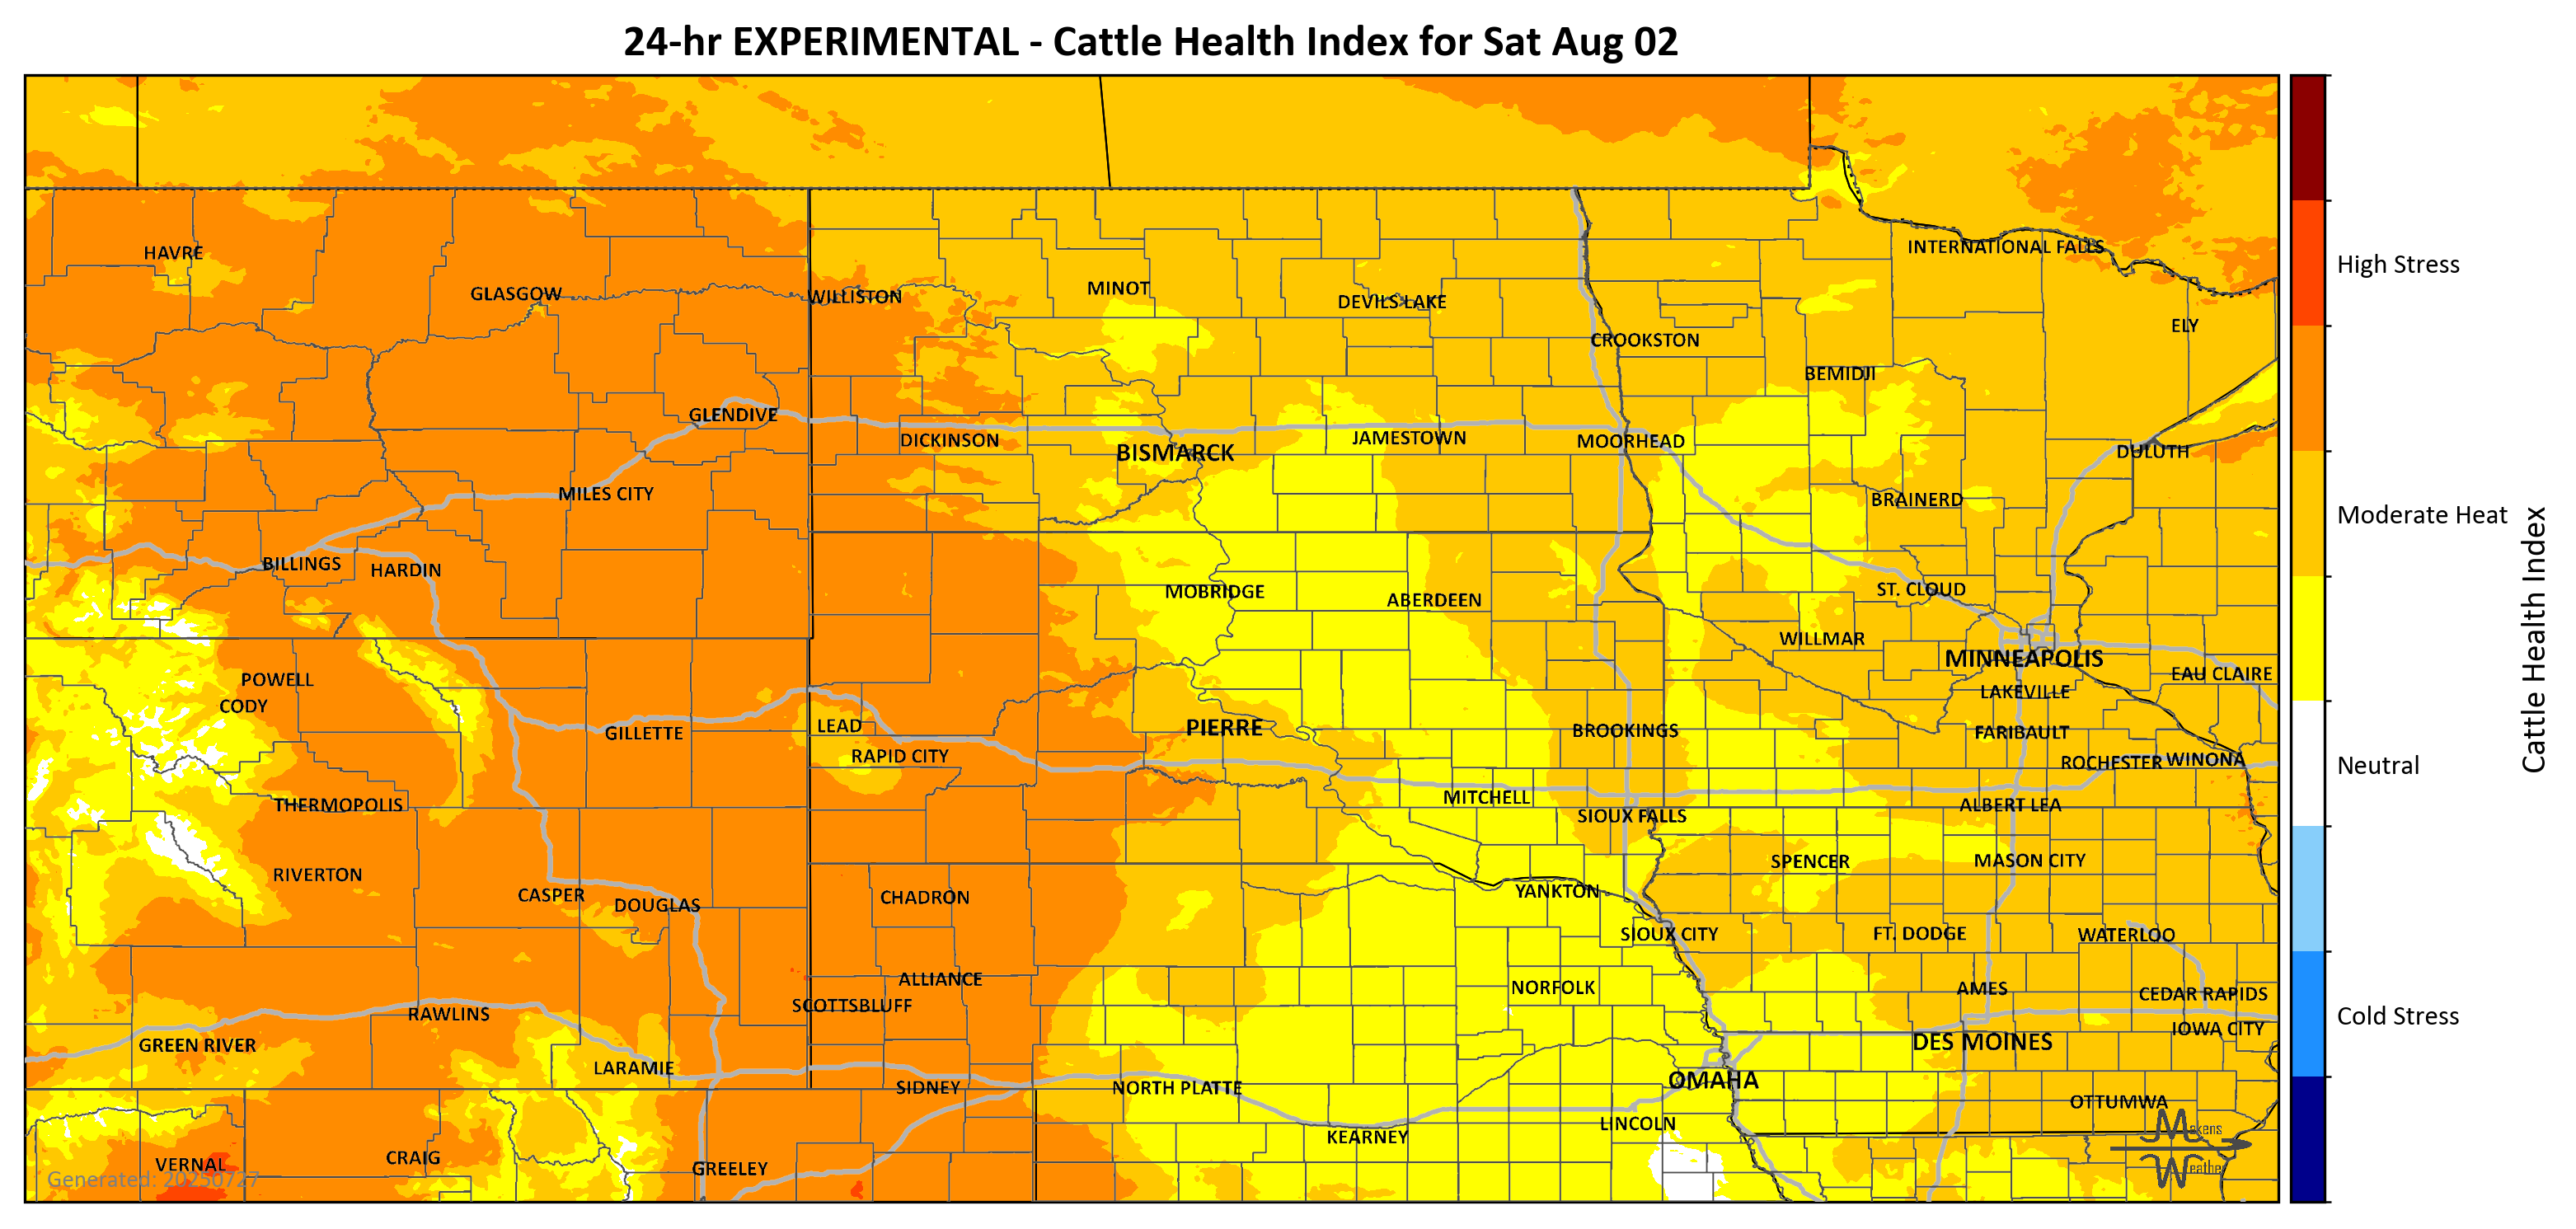 24-hr EXPERIMENTAL - Cattle Health Index for Sat Aug 02
HAVRE
INTERNATIONAL FALLS
GLASGOW
WILLISTON
MINOT
DEVILS LAKE
High Stress
ELY
CROOKSTON
BEMIDJI
GLENDIVE
DICKINSON
BISMARCK
JAMESTOWN
MOORHEAD
DULUTH
MILES CITY
BRAINERD
Moderate Heat
BILLINGS
HARDIN
MOBRIDGE
ABERDEEN
ST. CLOUD
WILLMAR
MINNEAPOLIS
Cattle Health Index
POWELL
EAU CLAIRE
CODY
LAKEVILLE
GILLETTE
LEAD
PIERRE
BROOKINGS
FARIBAULT
RAPID CITY
ROCHESTER
WINONA
Neutral
THERMOPOLIS
MITCHELL
ALBERT LEA
SIOUX FALLS
RIVERTON
SPENCER
MASON CITY
CASPER
DOUGLAS
CHADRON
YANKTON
SIOUX CITY
FT. DODGE
WATERLOO
ALLIANCE
SCOTTSBLUFF
NORFOLK
AMES
CEDAR RAPIDS
RAWLINS
Cold Stress
GREEN RIVER
IOWA CITY
DES MOINES
LARAMIE
SIDNEY
NORTH PLATTE
OMAHA
OTTUMWA
KEARNEY
LINCOLN
Makens
Weather
VERNAL
CRAIG
GREELEY
Generated: 20250727